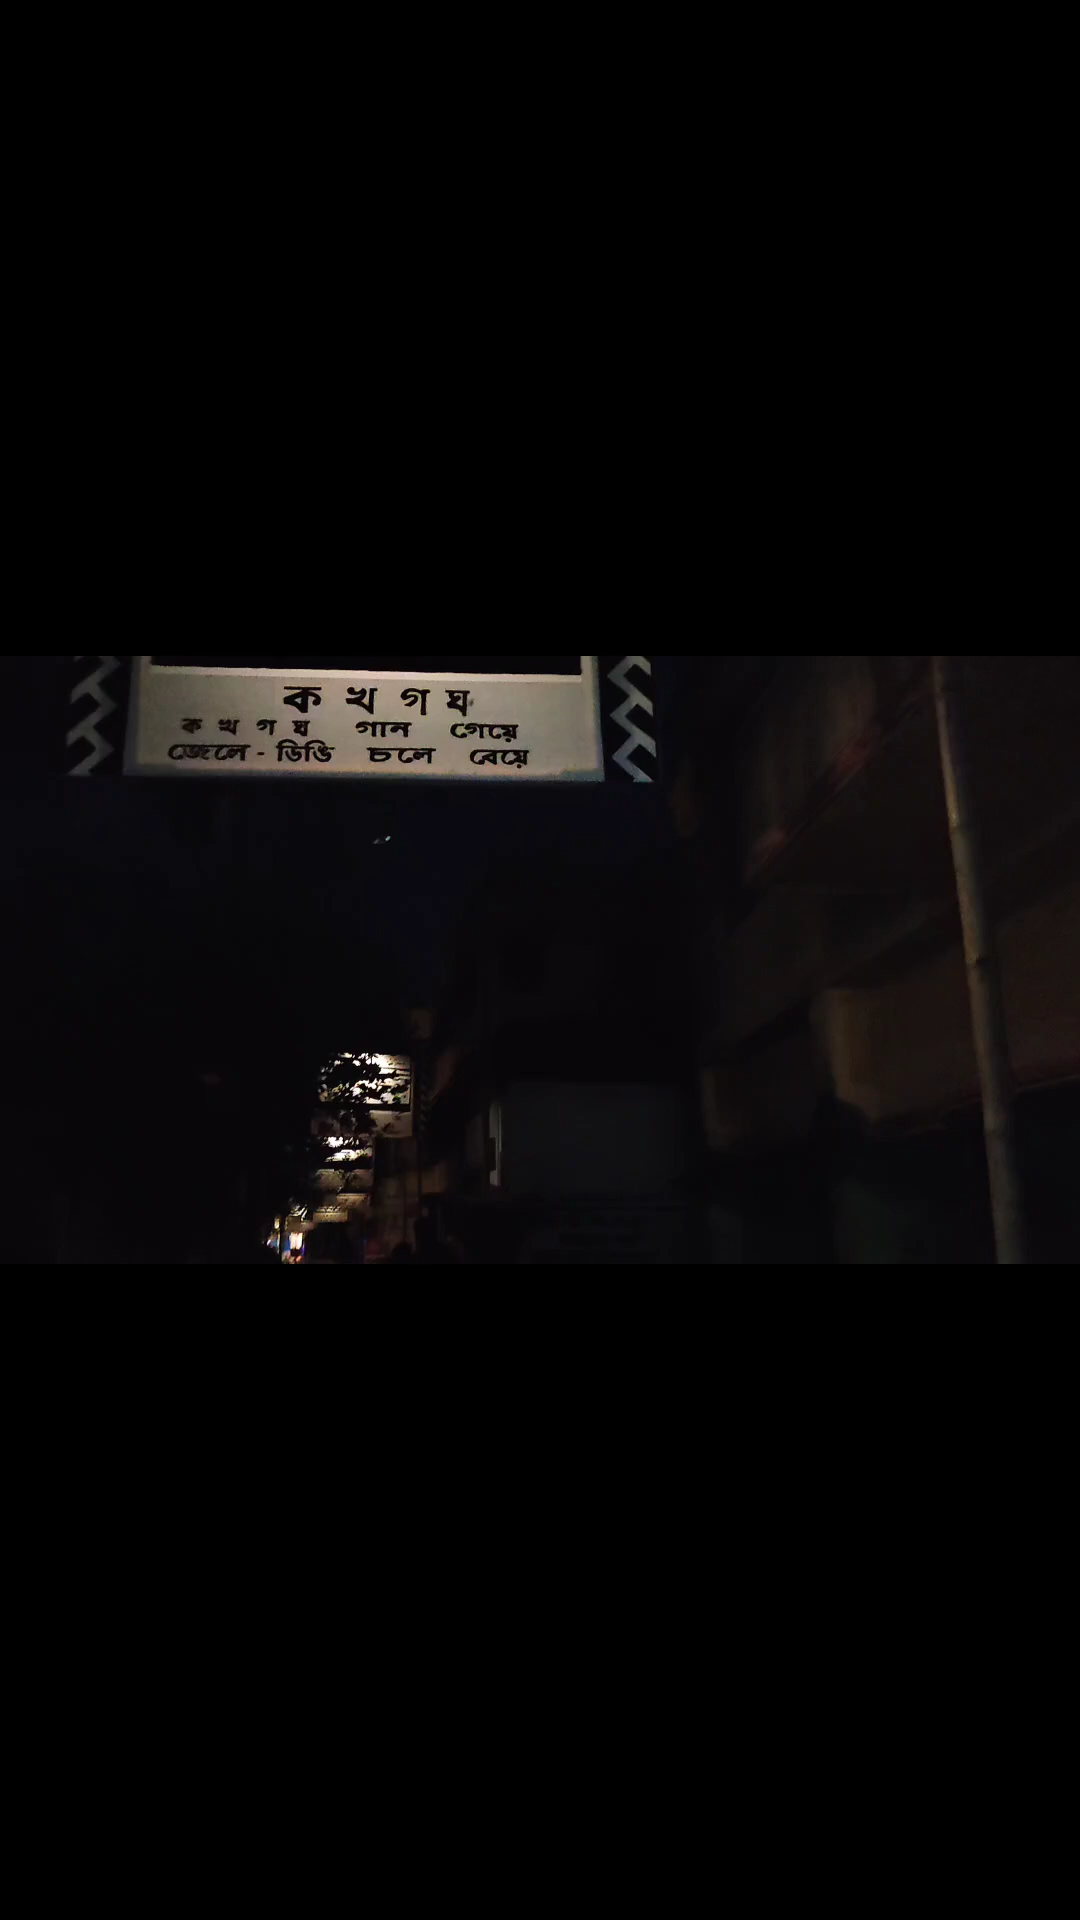 ক খ গ ঘ
ক খ গ ঘ গান গেয়ে
জেলে - ডিঙি চলে বেয়ে